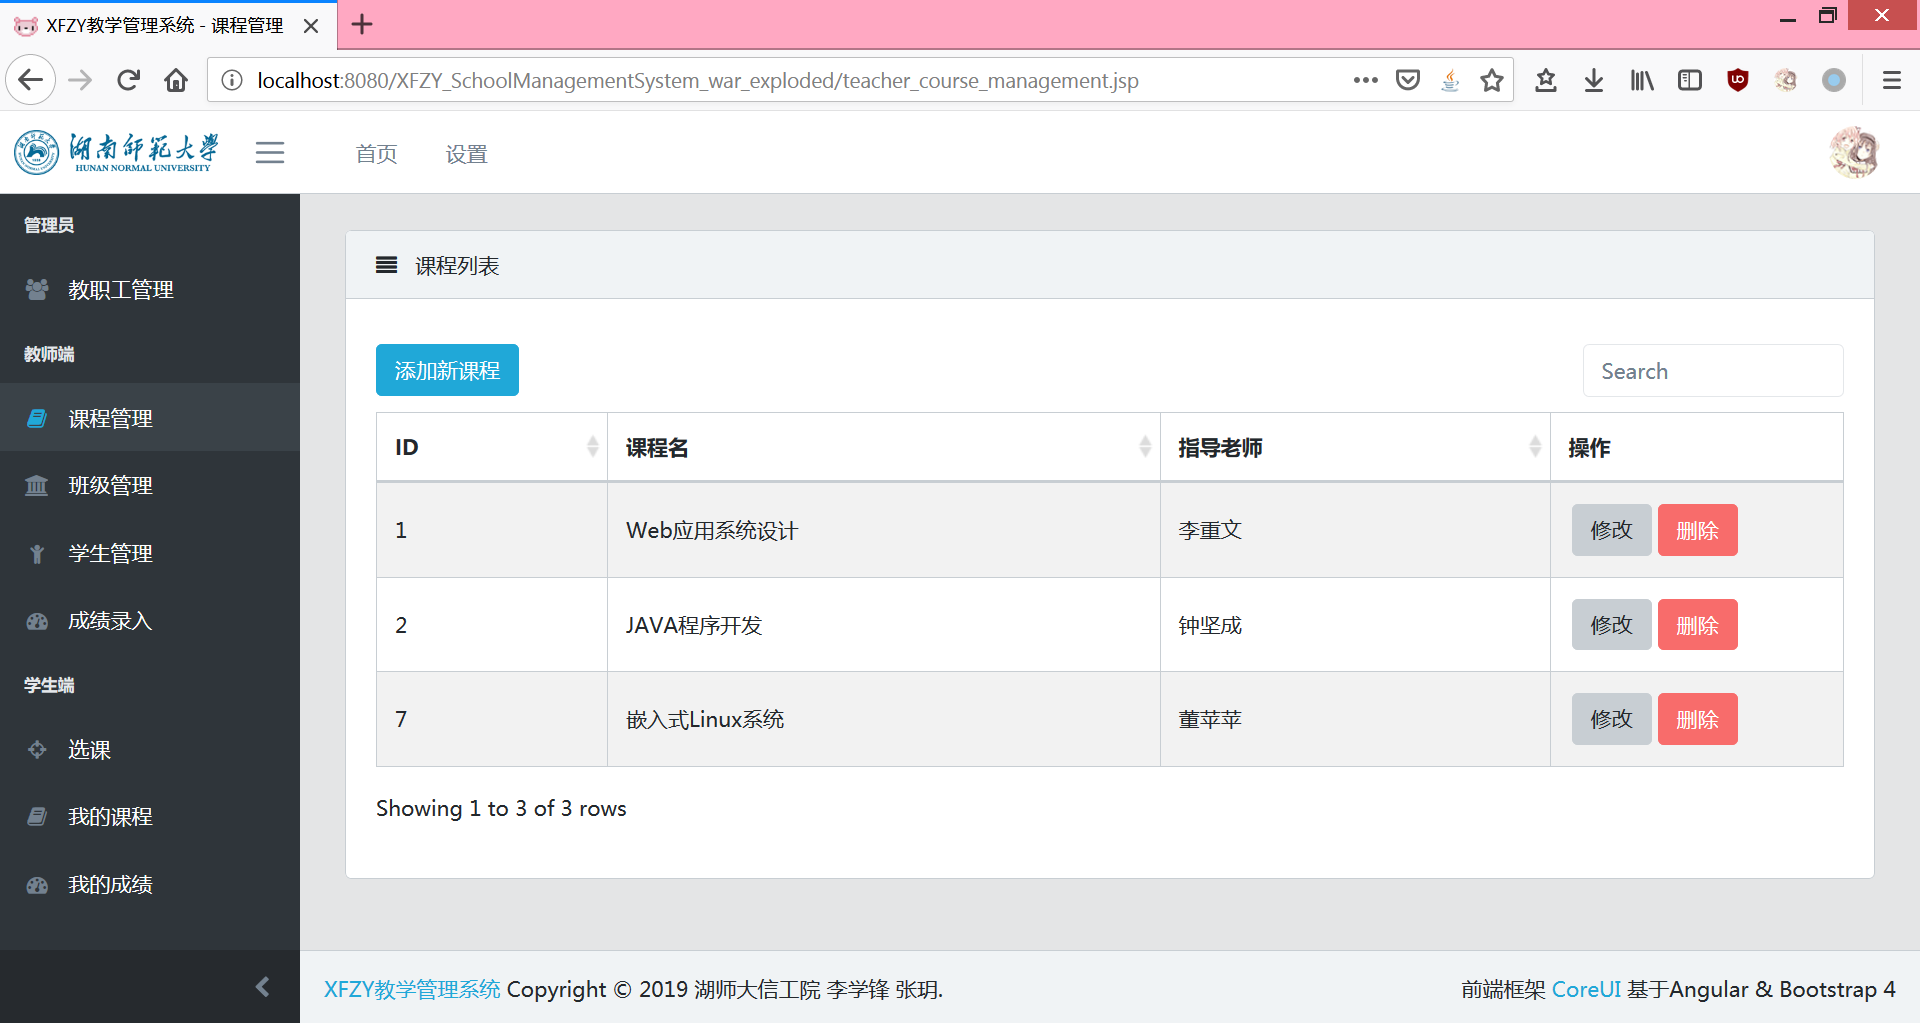 XFZY教学管理系统 - 课程管理
localhost:8080/XFZY_SchoolManagementSystem_war_exploded/teacher_course_management.jsp
湖南师范大学
HUNAN NORMAL UNIVERSITY
首页 设置
管理员
教职工管理
教师端
课程管理
班级管理
学生管理
成绩录入
学生端
选课
我的课程
我的成绩
课程列表
添加新课程
Search
ID 课程名 指导老师 操作
1 Web应用系统设计 李重文 修改 删除
2 JAVA程序开发 钟坚成 修改 删除
7 嵌入式Linux系统 董苹苹 修改 删除
Showing 1 to 3 of 3 rows
XFZY教学管理系统 Copyright © 2019 湖师大信工院 李学锋 张玥.
前端框架 CoreUI 基于Angular & Bootstrap 4